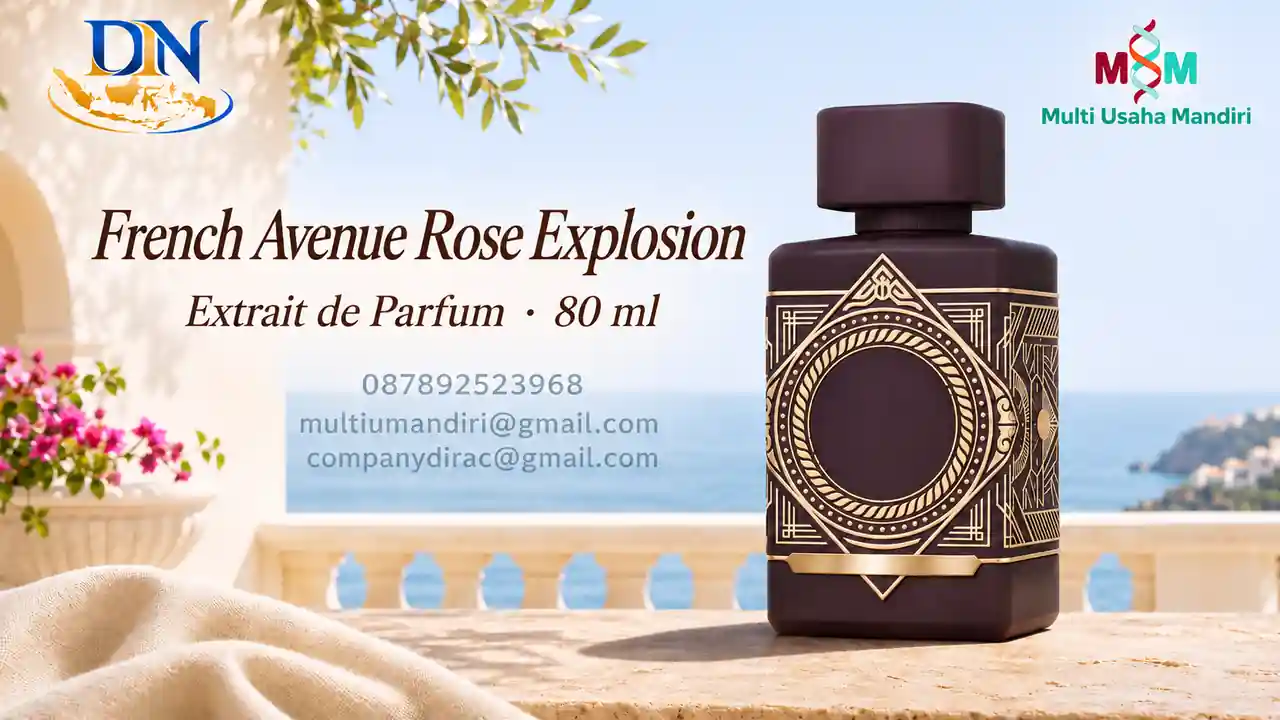 DN
MSM
Multi Usaha Mandiri
French Avenue Rose Explosion
Extrait de Parfum · 80 ml
087892523968
multiumandiri@gmail.com
companydirac@gmail.com